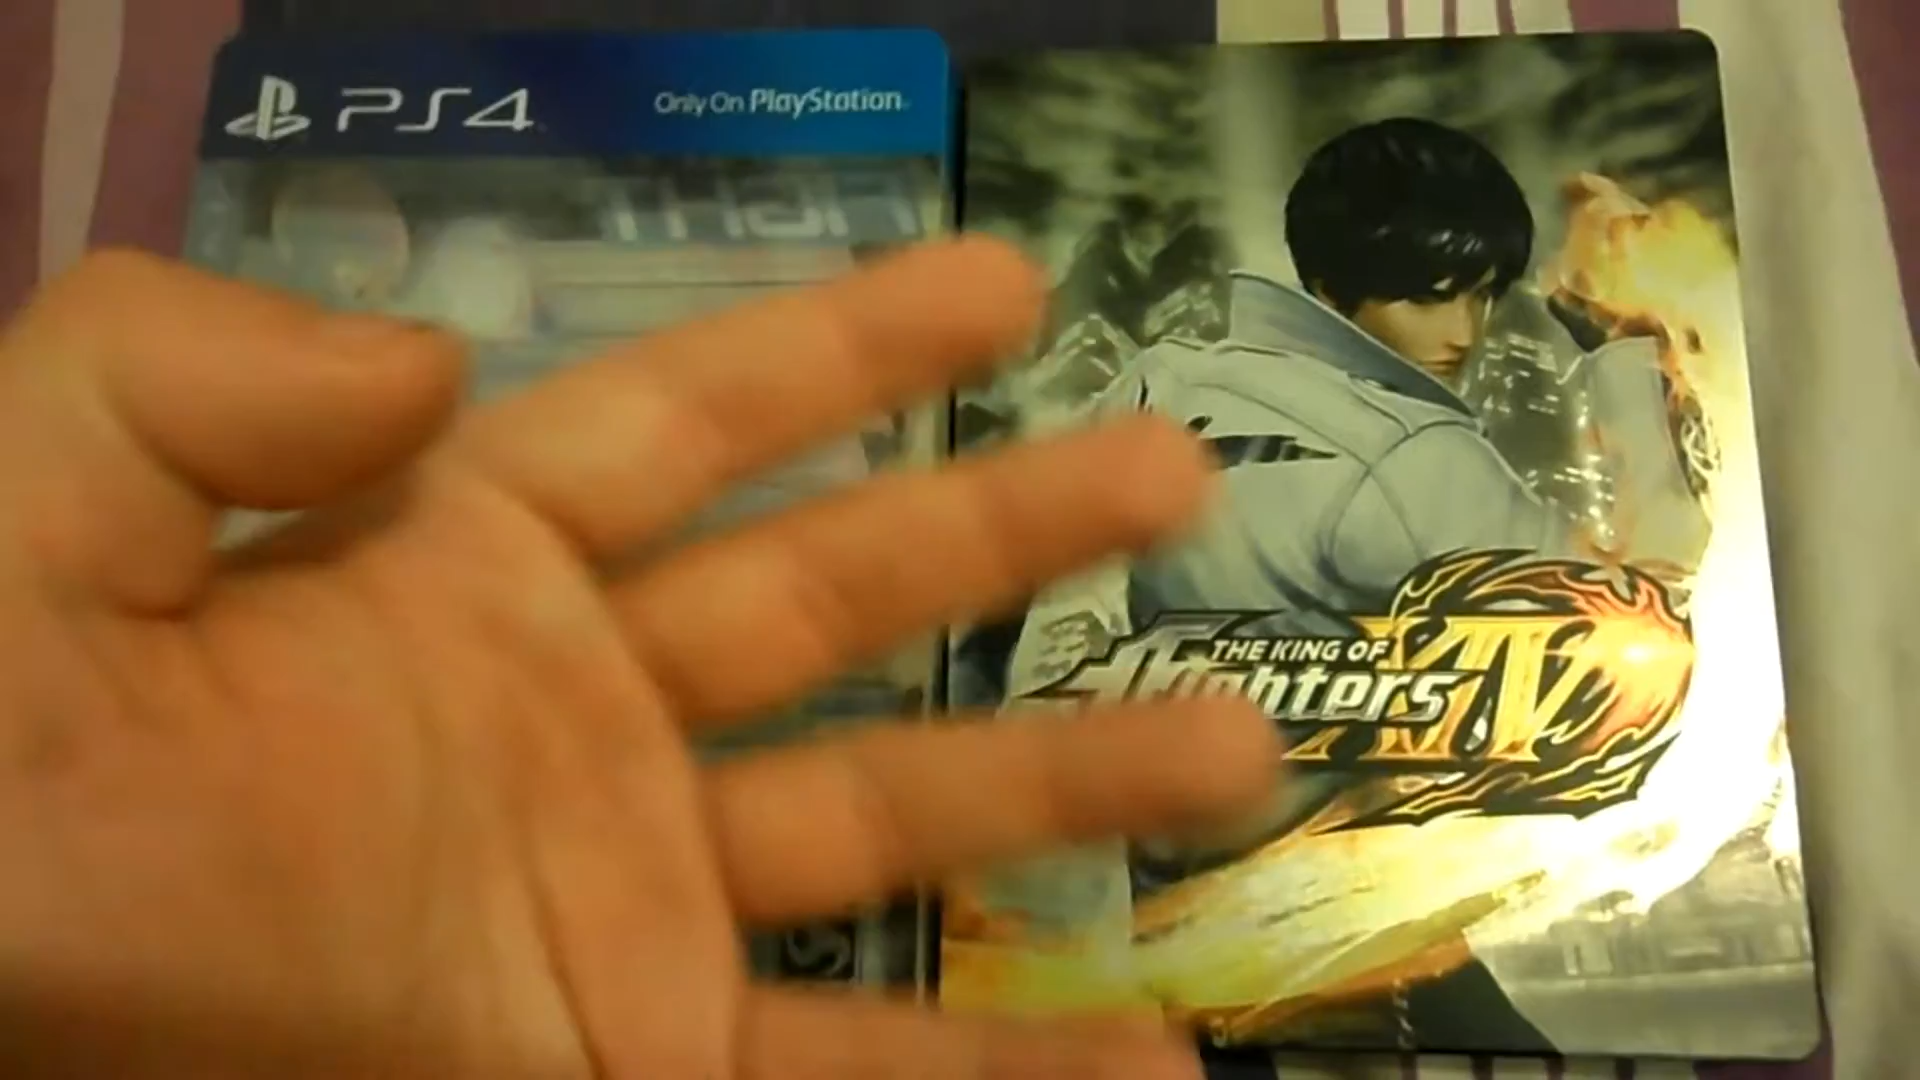 PS4
Only On PlayStation
THE KING OF
Fighters
XIV